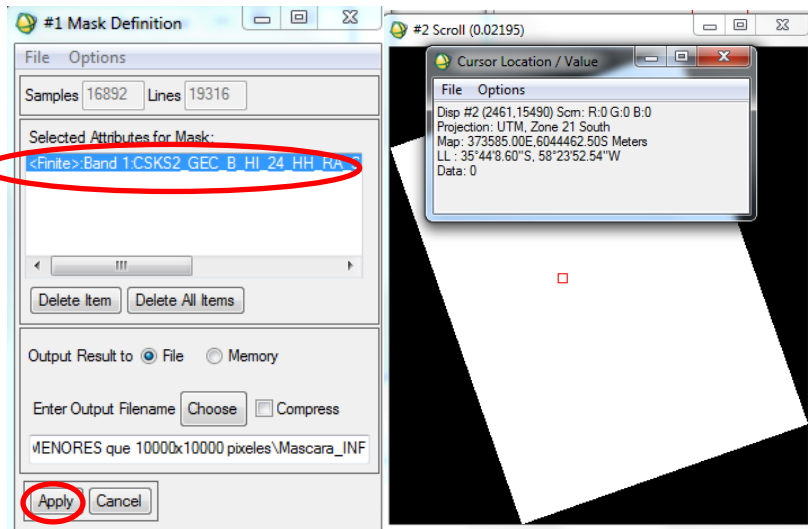 #1 Mask Definition
File Options
Samples 16892 Lines 19316
Selected Attributes for Mask:
<Finite>:Band 1:CSKS2_GEC_B_HI_24_HH_RA_S
Delete Item Delete All Items
Output Result to File Memory
Enter Output Filename Choose Compress
MENORES que 10000x10000 pixeles\Mascara_INF
Apply Cancel
#2 Scroll (0.02195)
Cursor Location / Value
File Options
Disp #2 (2461,15490) Scrn: R:0 G:0 B:0
Projection: UTM, Zone 21 South
Map: 373585.00E,6044462.50S Meters
LL : 35°44'8.60"S, 58°23'52.54"W
Data: 0